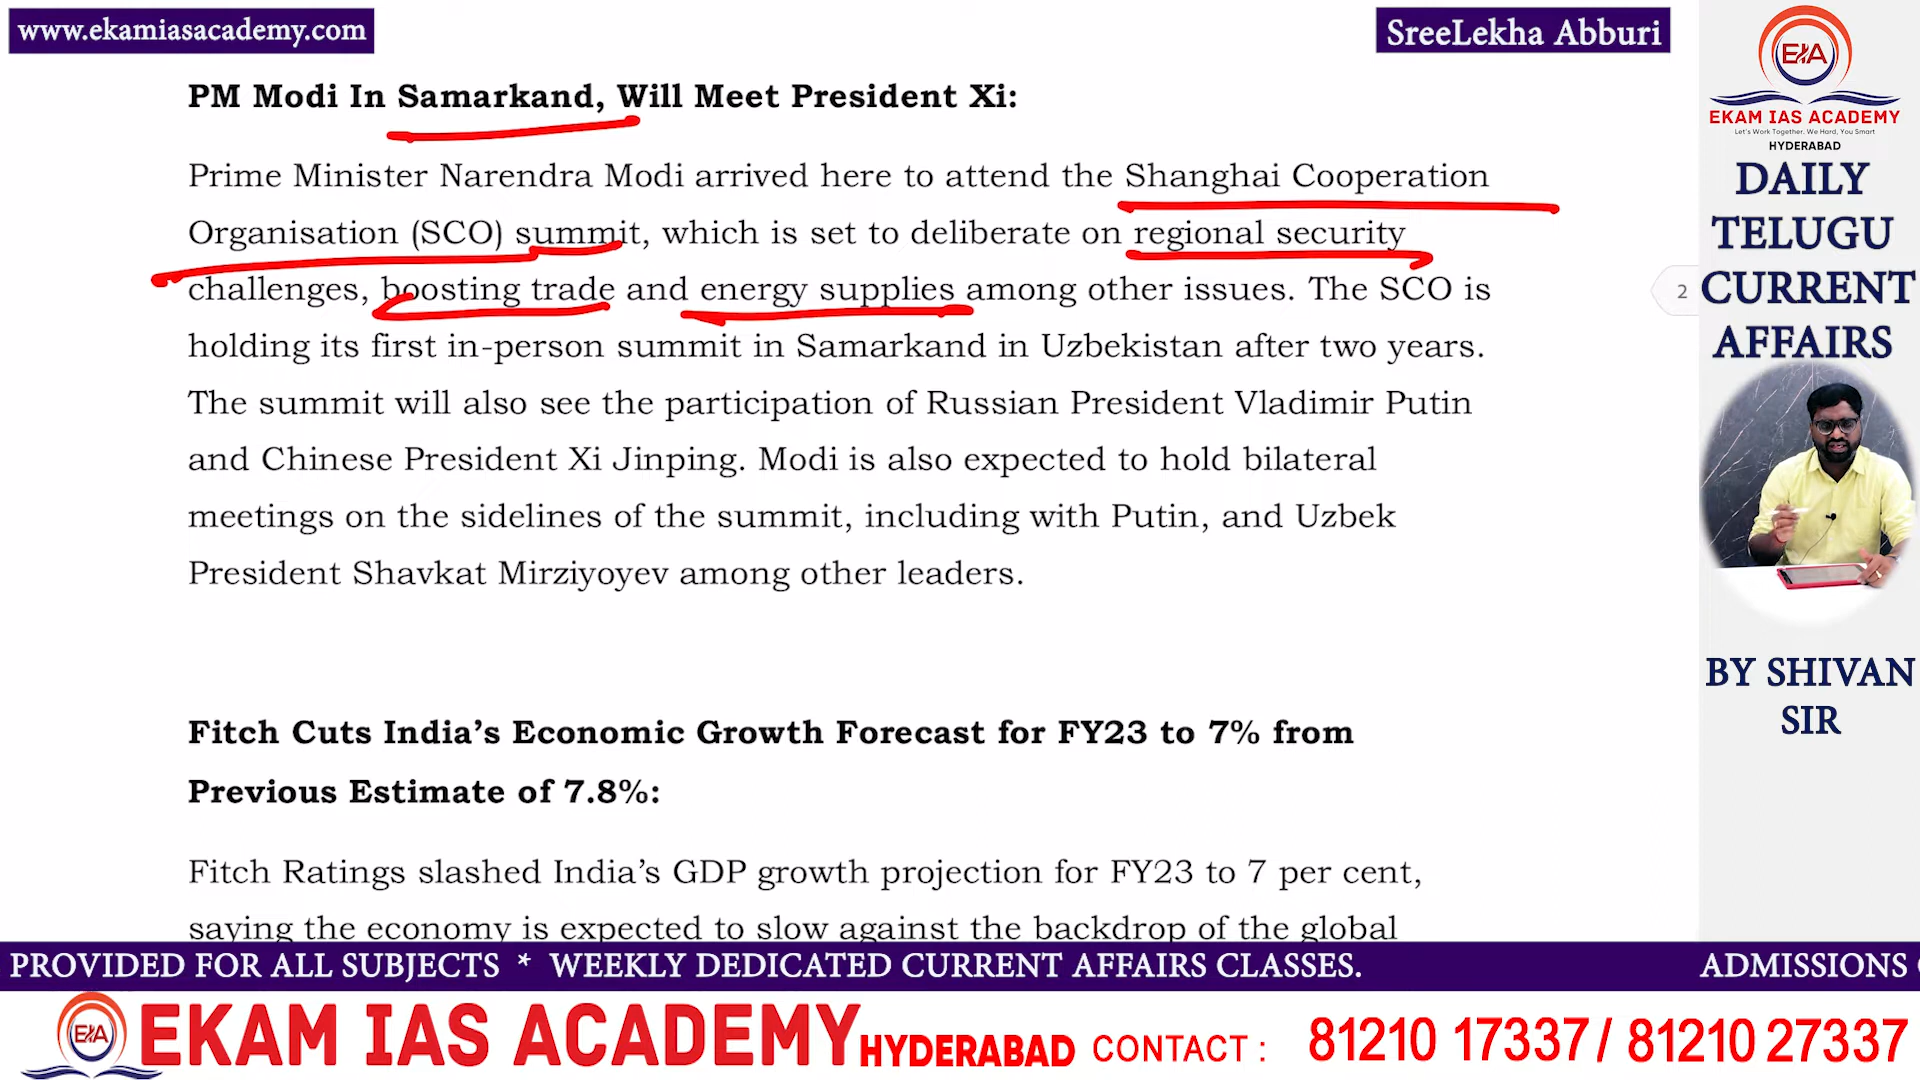 www.ekamiasacademy.com
SreeLekha Abburi
PM Modi In Samarkand, Will Meet President Xi:
Prime Minister Narendra Modi arrived here to attend the Shanghai Cooperation
Organisation (SCO) summit, which is set to deliberate on regional security
challenges, boosting trade and energy supplies among other issues. The SCO is
holding its first in-person summit in Samarkand in Uzbekistan after two years.
The summit will also see the participation of Russian President Vladimir Putin
and Chinese President Xi Jinping. Modi is also expected to hold bilateral
meetings on the sidelines of the summit, including with Putin, and Uzbek
President Shavkat Mirziyoyev among other leaders.
Fitch Cuts India’s Economic Growth Forecast for FY23 to 7% from
Previous Estimate of 7.8%:
Fitch Ratings slashed India’s GDP growth projection for FY23 to 7 per cent,
saying the economy is expected to slow against the backdrop of the global
2
EIA
EKAM IAS ACADEMY
Let's Work Together. We Hard, You Smart
HYDERABAD
DAILY
TELUGU
CURRENT
AFFAIRS
BY SHIVAN
SIR
PROVIDED FOR ALL SUBJECTS * WEEKLY DEDICATED CURRENT AFFAIRS CLASSES. ADMISSIONS
EIA
EKAM IAS ACADEMY HYDERABAD CONTACT : 81210 17337 / 81210 27337